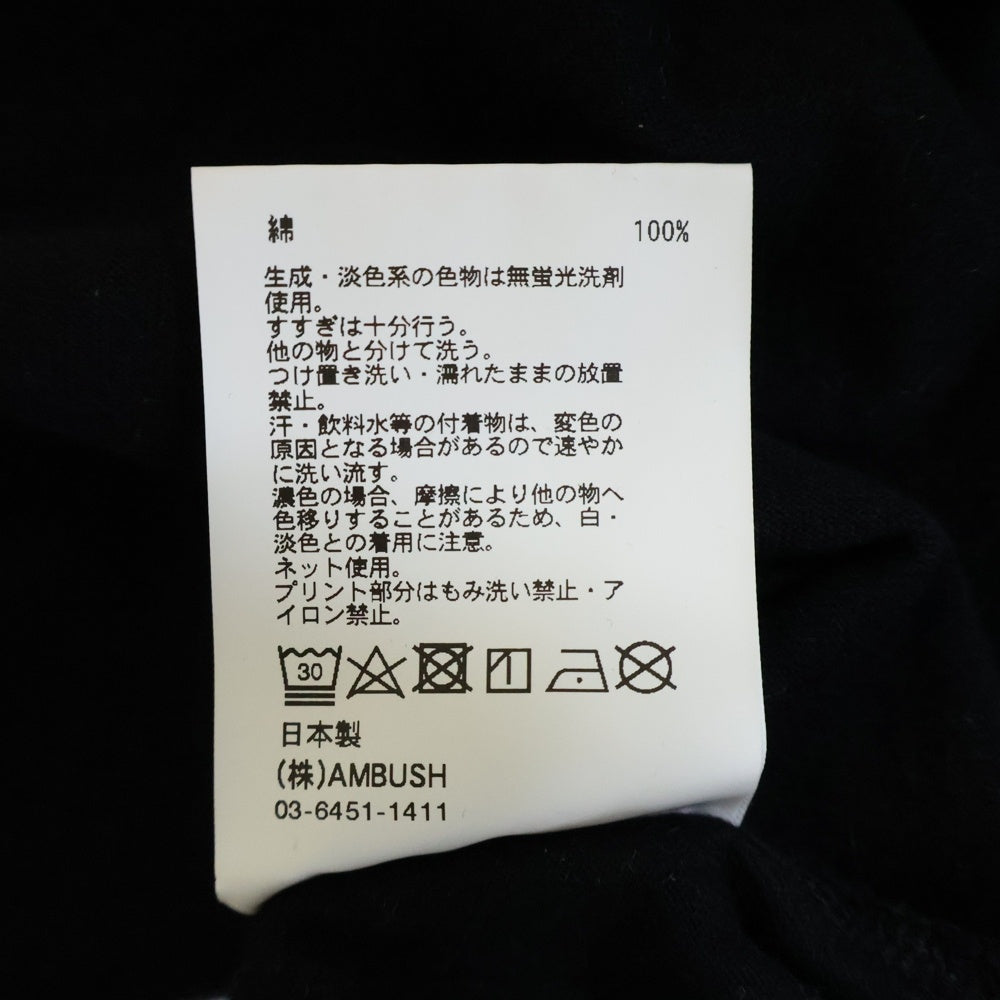 綿 100%
生成・淡色系の色物は無蛍光洗剤
使用。
すすぎは十分行う。
他の物と分けて洗う。
つけ置き洗い・濡れたままの放置
禁止。
汗・飲料水等の付着物は、変色の
原因となる場合があるので速やか
に洗い流す。
濃色の場合、摩擦により他の物へ
色移りすることがあるため、白・
淡色との着用に注意。
ネット使用。
プリント部分はもみ洗い禁止・ア
イロン禁止。
30
日本製
(株)AMBUSH
03-6451-1411